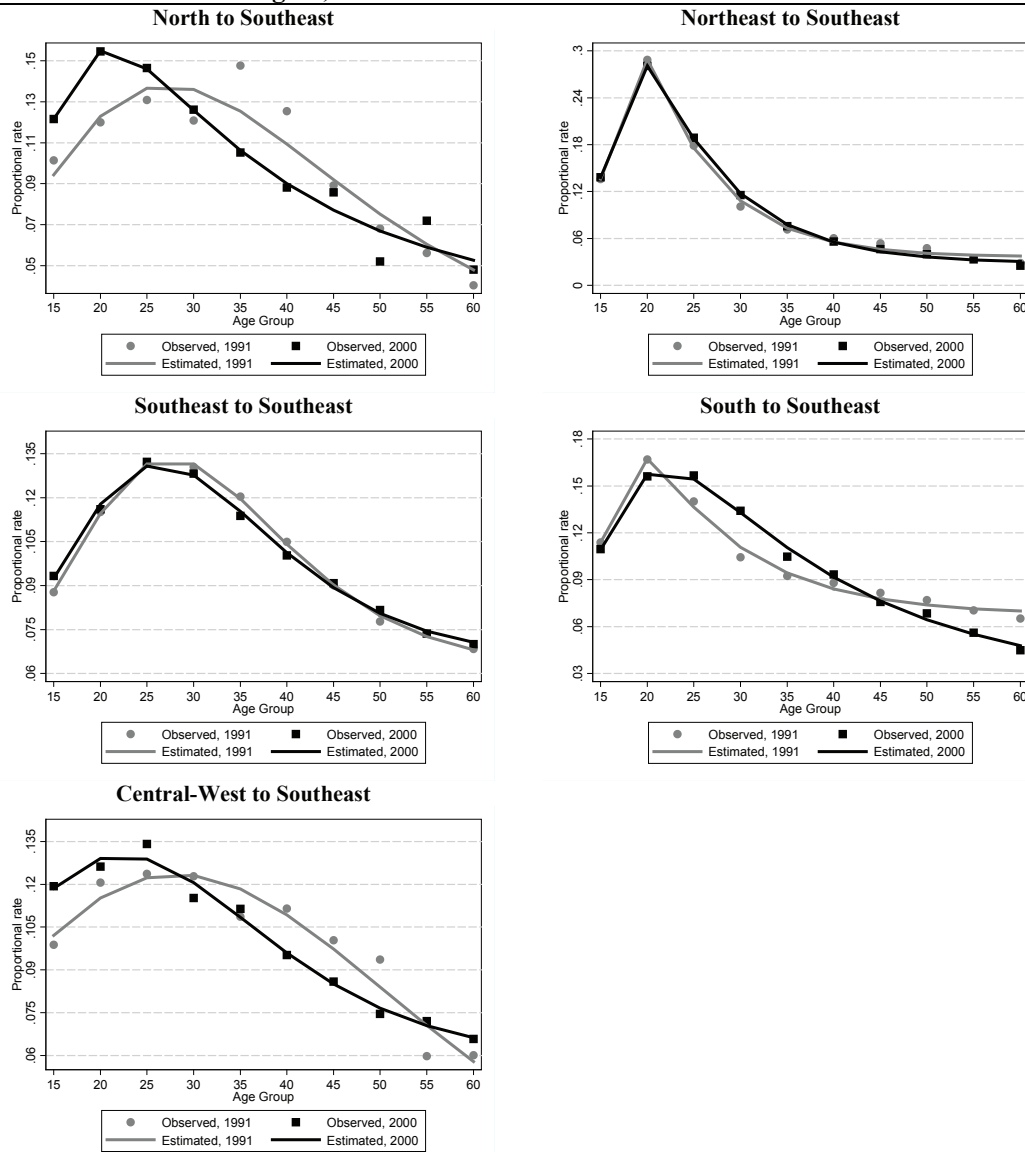 North to Southeast
Northeast to Southeast
Proportional rate
.05 .07 .09 .11 .13 .15
15 20 25 30 35 40 45 50 55 60
Age Group
Observed, 1991 Observed, 2000
Estimated, 1991 Estimated, 2000
Proportional rate
0 .06 .12 .18 .24 .3
15 20 25 30 35 40 45 50 55 60
Age Group
Observed, 1991 Observed, 2000
Estimated, 1991 Estimated, 2000
Southeast to Southeast
South to Southeast
Proportional rate
.06 .075 .09 .105 .12 .135
15 20 25 30 35 40 45 50 55 60
Age Group
Observed, 1991 Observed, 2000
Estimated, 1991 Estimated, 2000
Proportional rate
.03 .06 .09 .12 .15 .18
15 20 25 30 35 40 45 50 55 60
Age Group
Observed, 1991 Observed, 2000
Estimated, 1991 Estimated, 2000
Central-West to Southeast
Proportional rate
.06 .075 .09 .105 .12 .135
15 20 25 30 35 40 45 50 55 60
Age Group
Observed, 1991 Observed, 2000
Estimated, 1991 Estimated, 2000